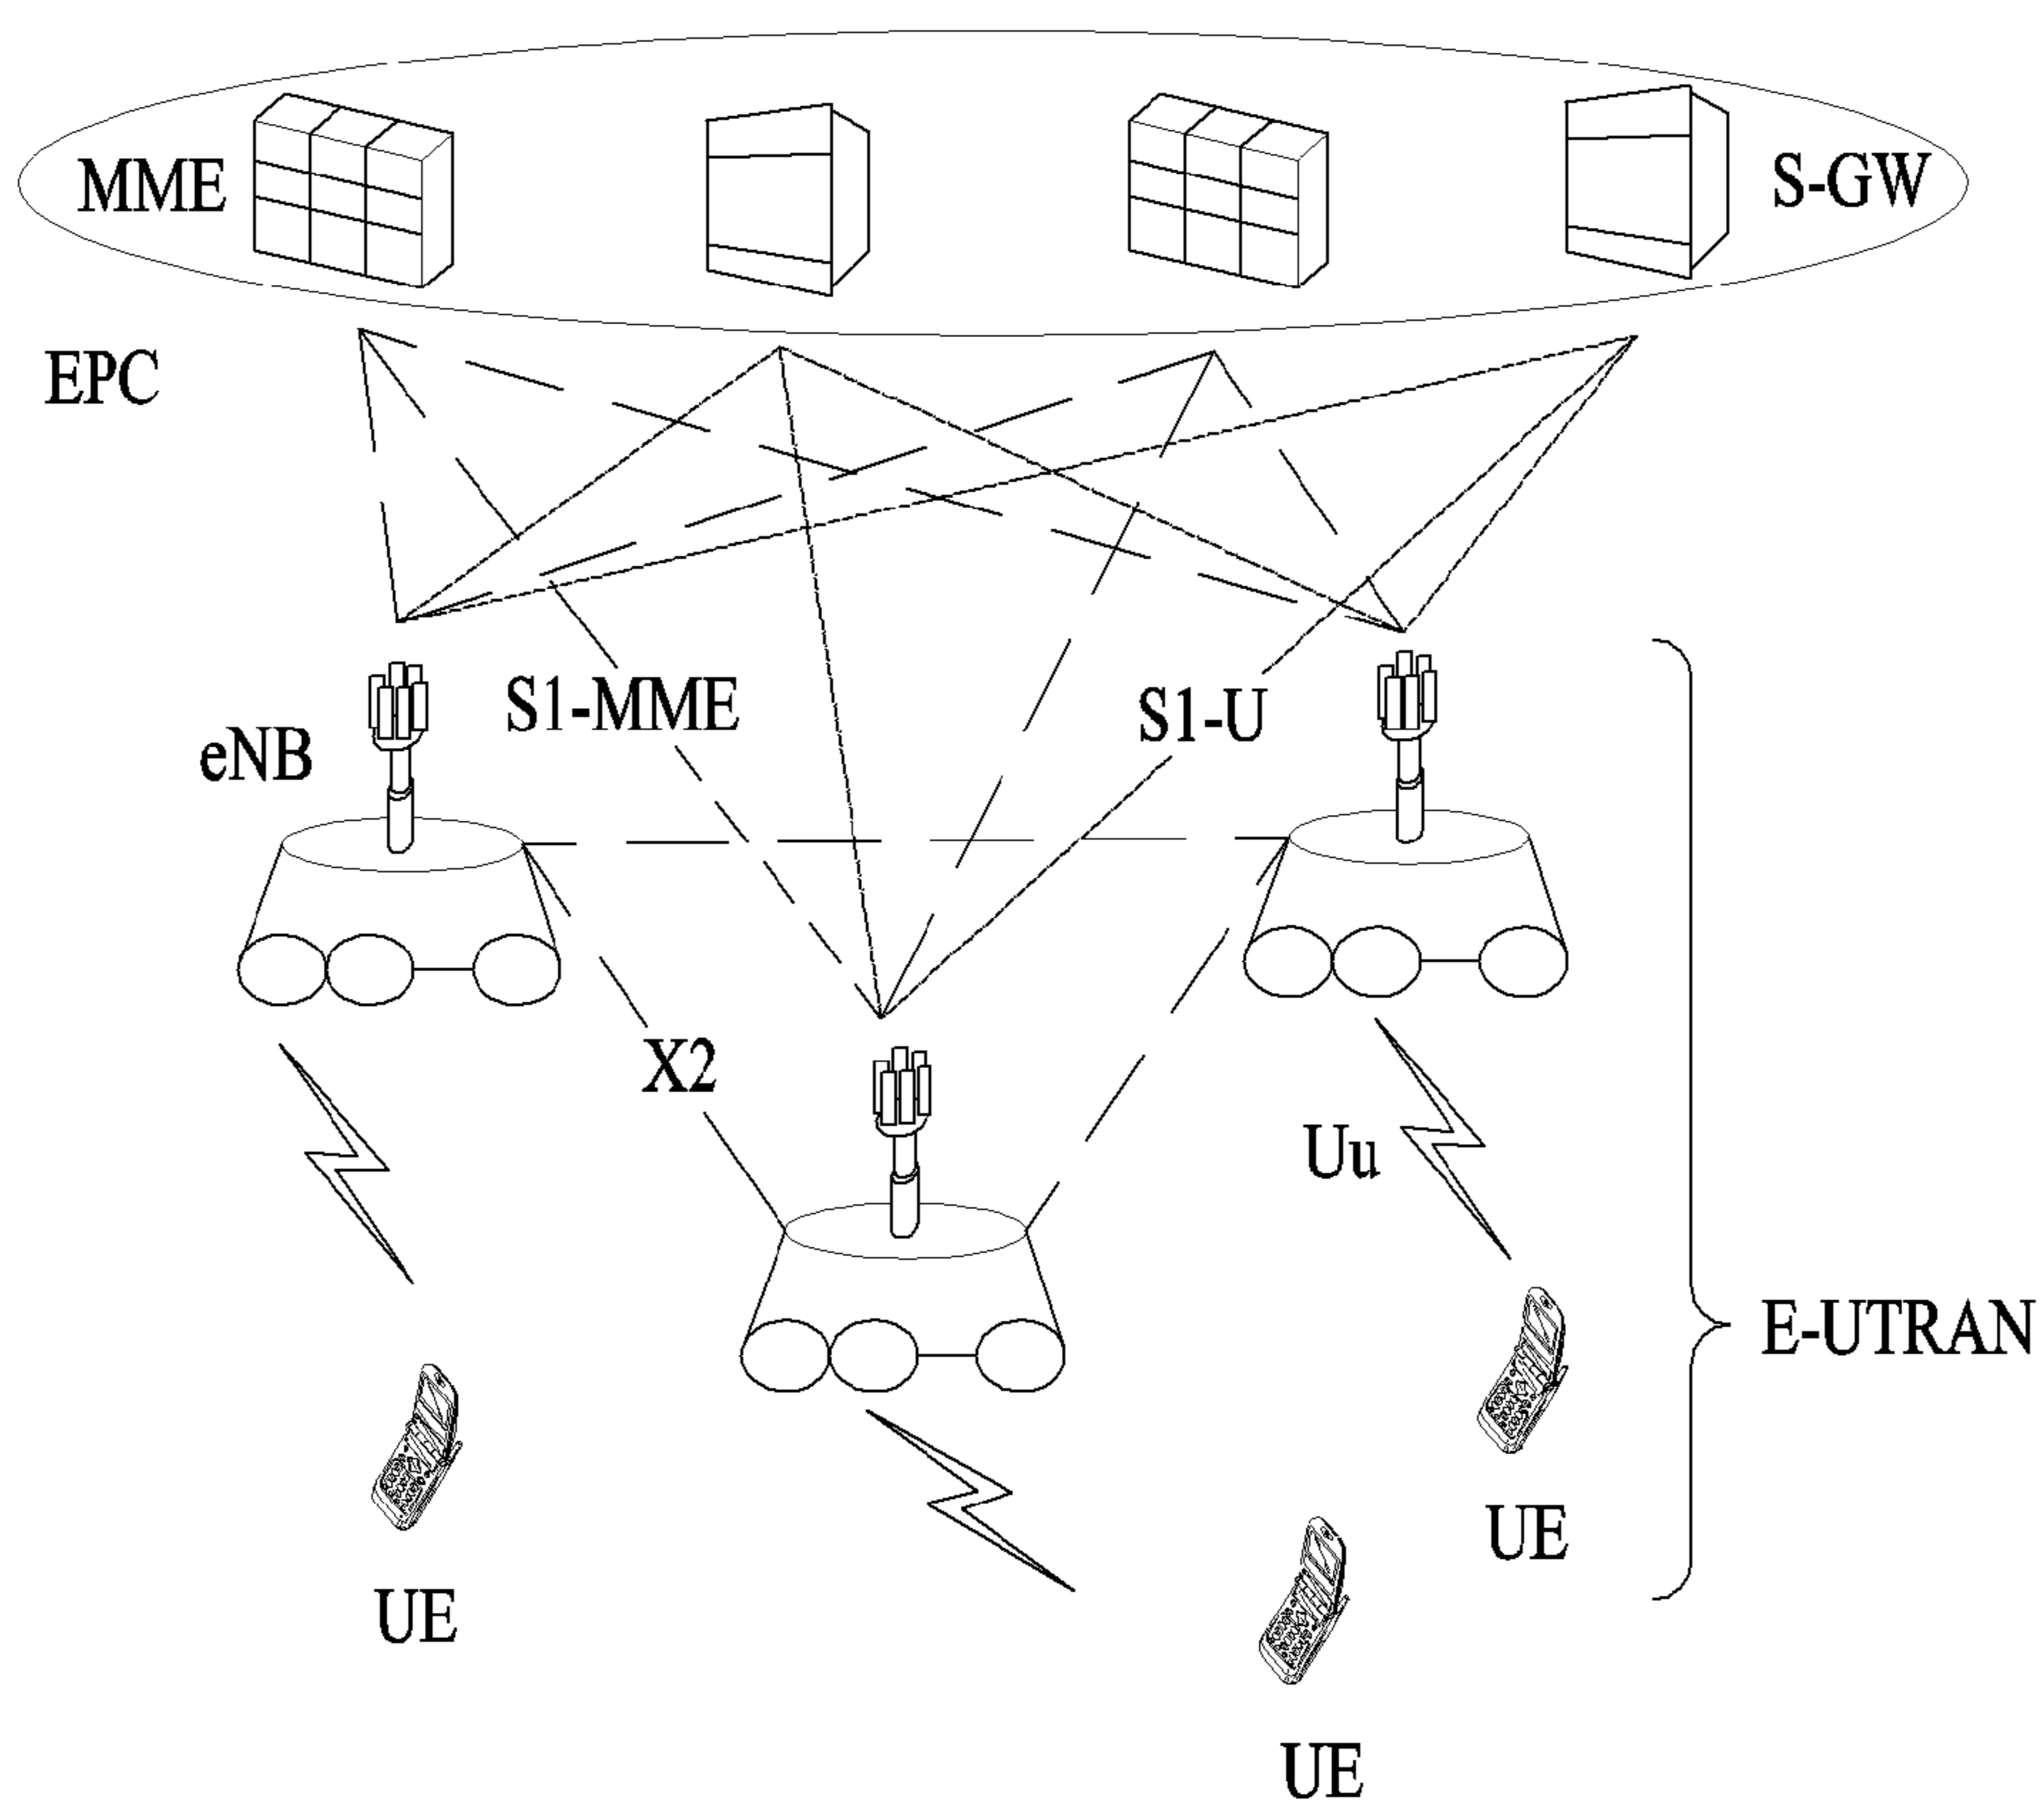 MME
S-GW
EPC
S1-MME
S1-U
eNB
X2
Uu
E-UTRAN
UE
UE
UE